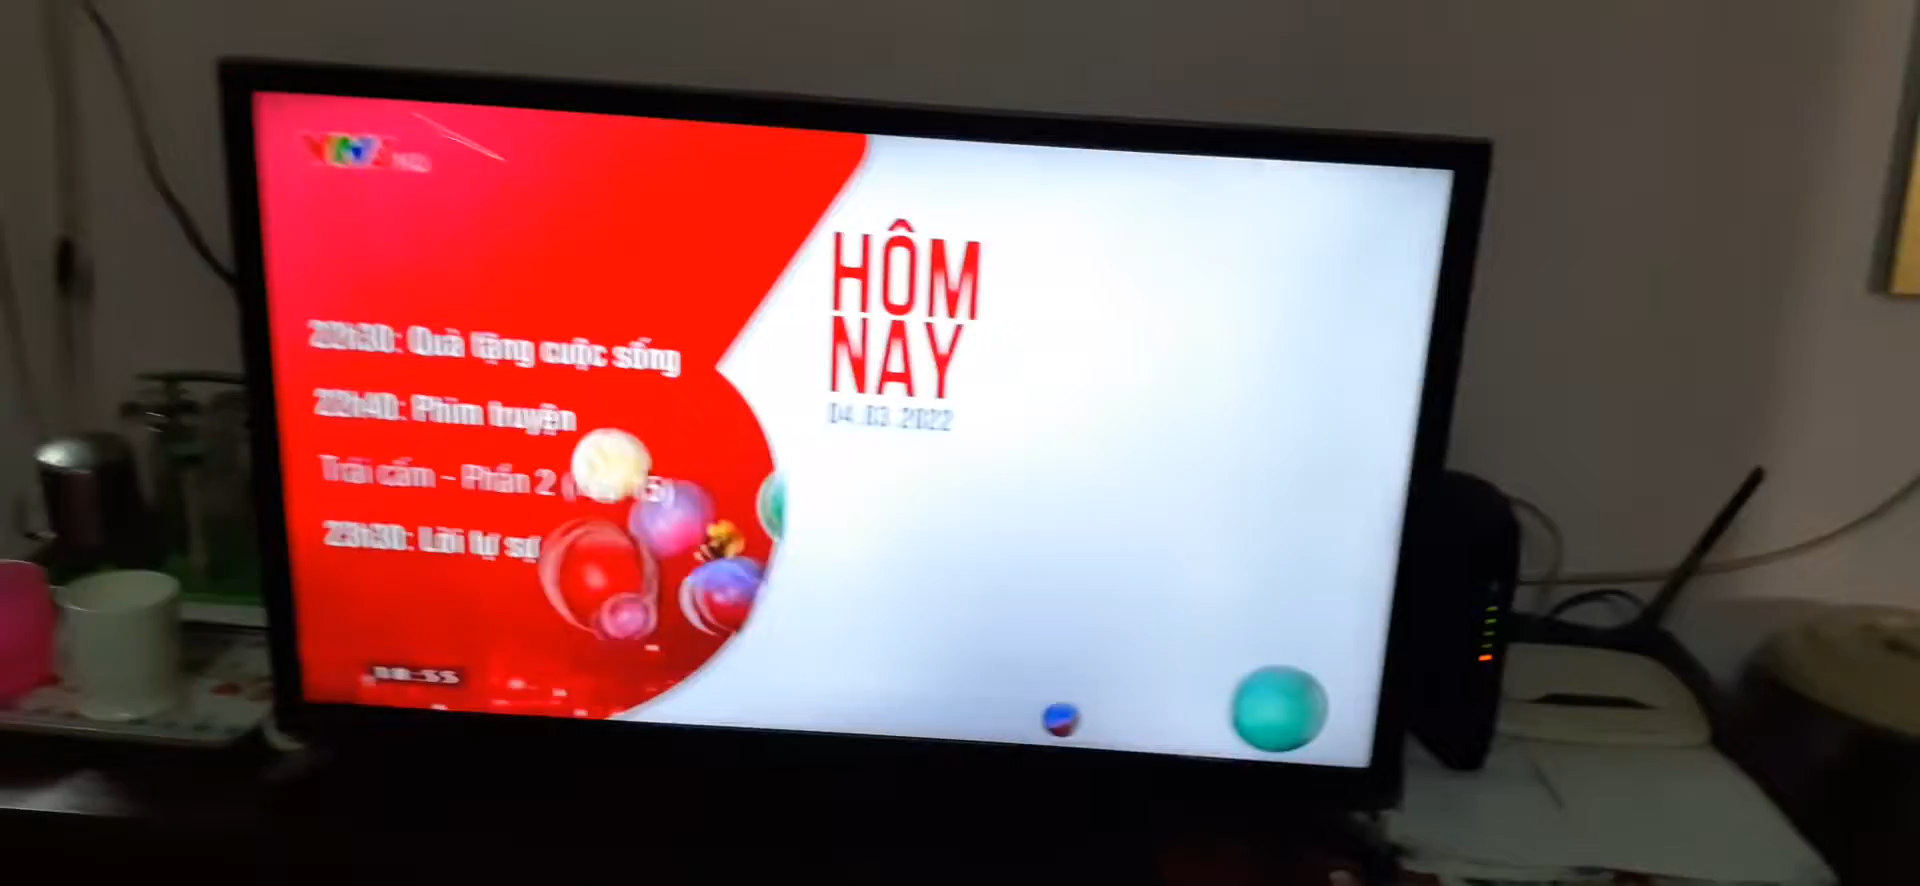 HD
HÔM
NAY
04.03.2022
22h30: Quà tặng cuộc sống
22h40: Phim truyện
Trái cấm - Phần 2 (
23h30: Lời tự sự